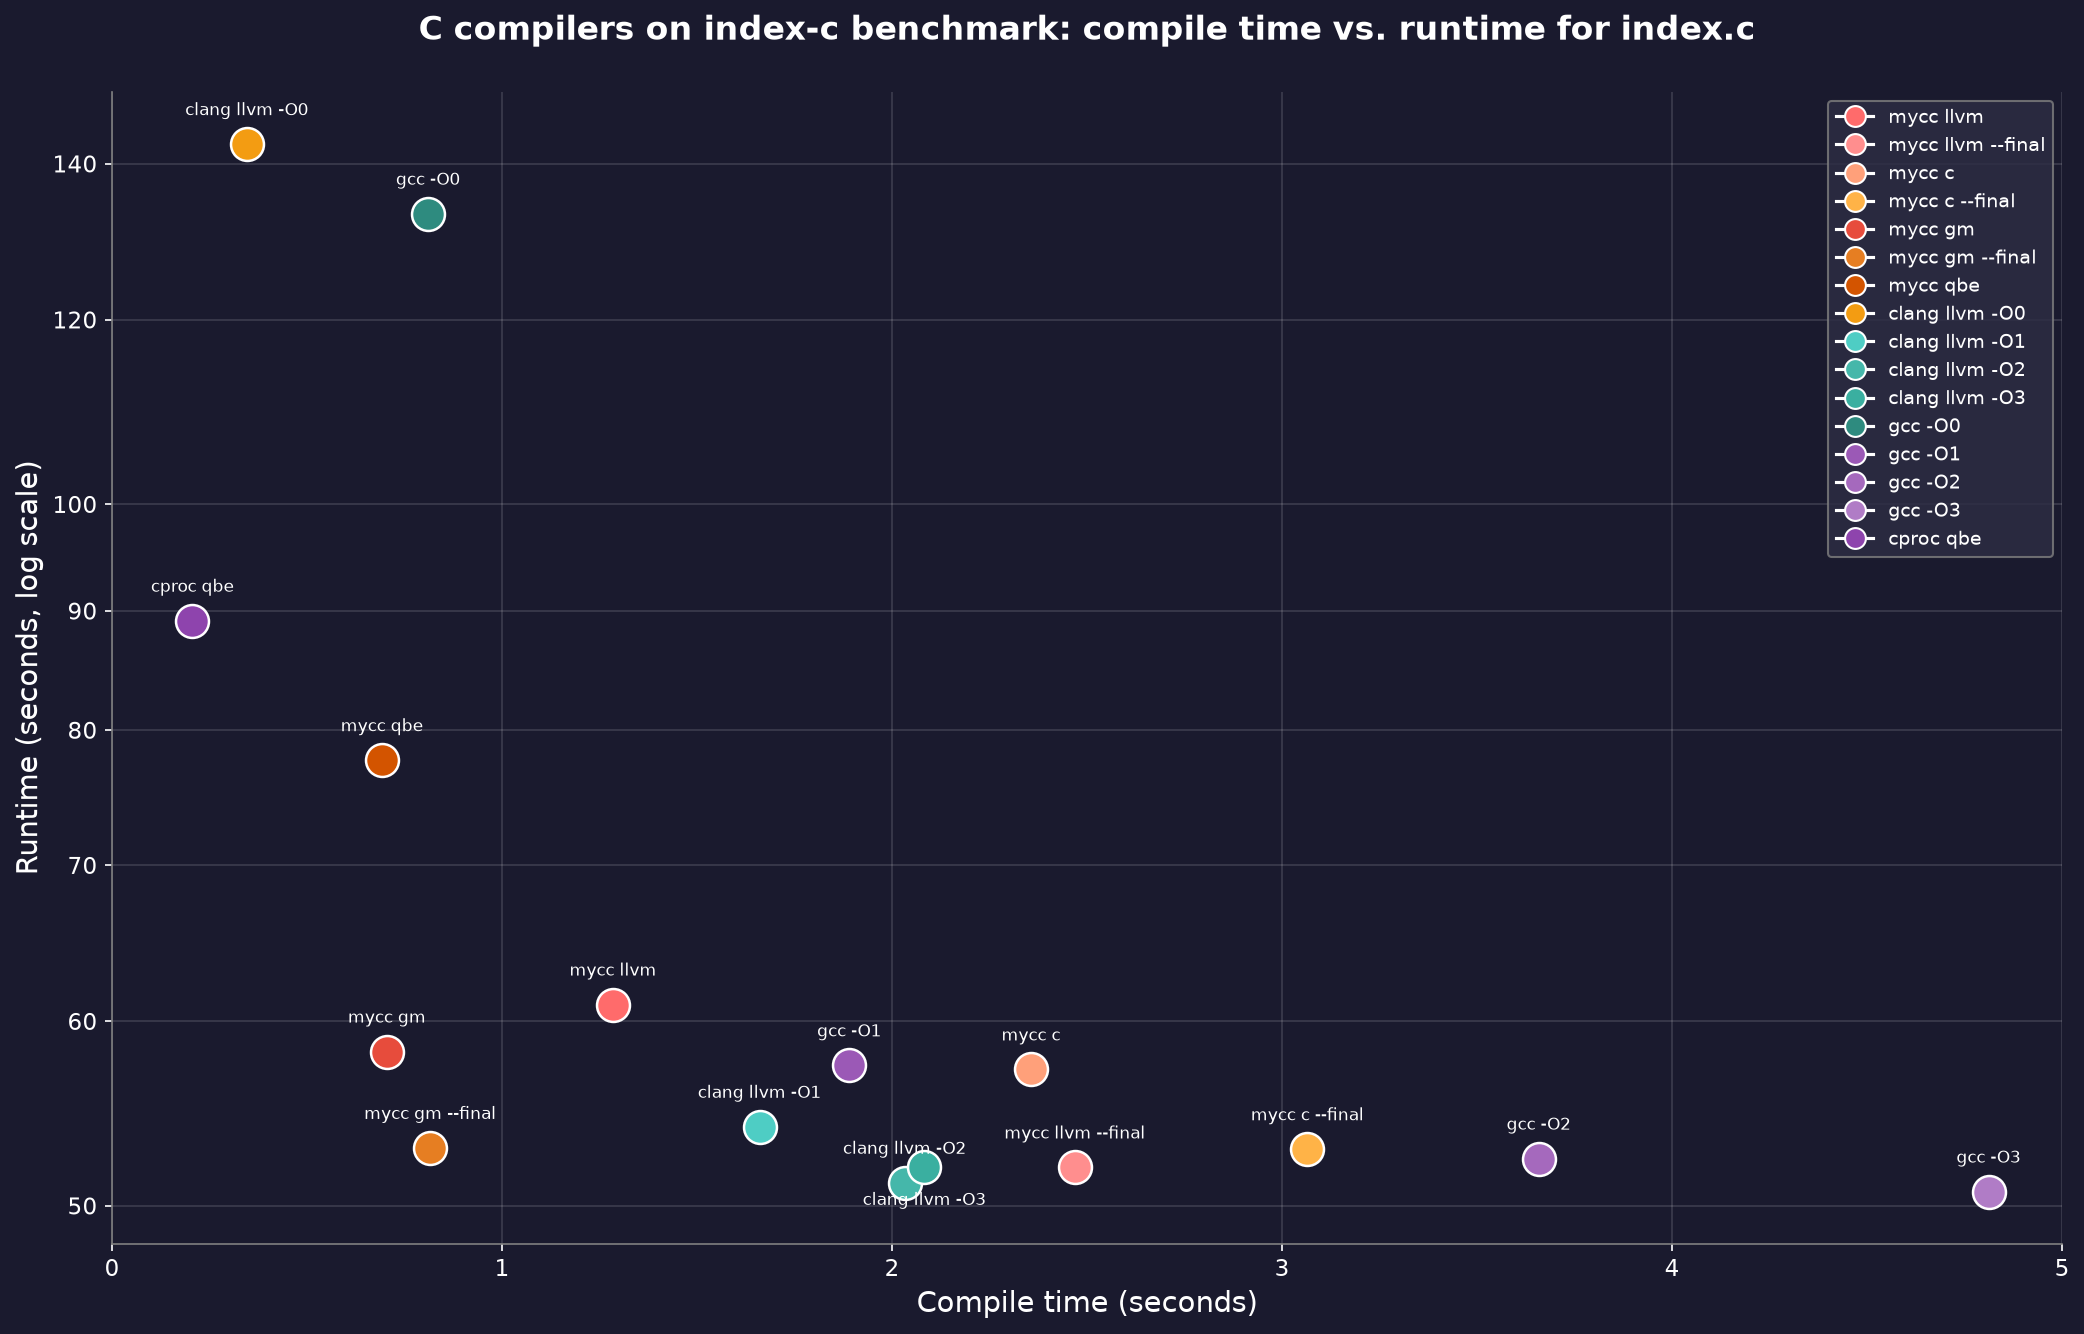 C compilers on index-c benchmark: compile time vs. runtime for index.c
Runtime (seconds, log scale)
140
120
100
90
80
70
60
50
clang llvm -O0
gcc -O0
cproc qbe
mycc qbe
mycc llvm
mycc gm
gcc -O1
mycc c
clang llvm -O1
mycc gm --final
mycc c --final
gcc -O2
mycc llvm --final
clang llvm -O2
gcc -O3
clang llvm -O3
mycc llvm
mycc llvm --final
mycc c
mycc c --final
mycc gm
mycc gm --final
mycc qbe
clang llvm -O0
clang llvm -O1
clang llvm -O2
clang llvm -O3
gcc -O0
gcc -O1
gcc -O2
gcc -O3
cproc qbe
0 1 2 3 4 5
Compile time (seconds)